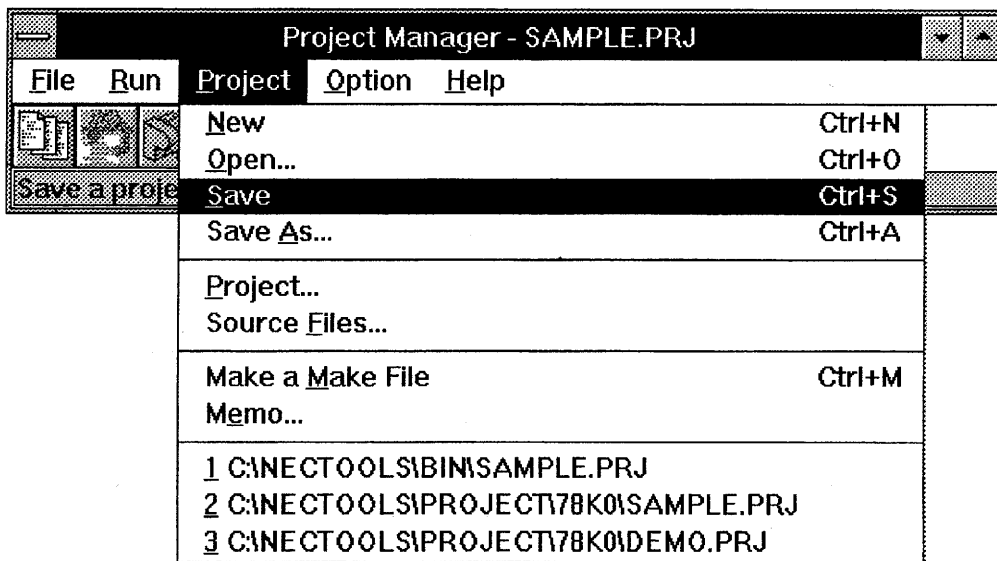 Project Manager - SAMPLE.PRJ
File Run Project Option Help
New Ctrl+N
Open... Ctrl+O
Save a proje
Save Ctrl+S
Save As... Ctrl+A
Project...
Source Files...
Make a Make File Ctrl+M
Memo...
1 C:\NECTOOLS\BIN\SAMPLE.PRJ
2 C:\NECTOOLS\PROJECT\78K0\SAMPLE.PRJ
3 C:\NECTOOLS\PROJECT\78K0\DEMO.PRJ